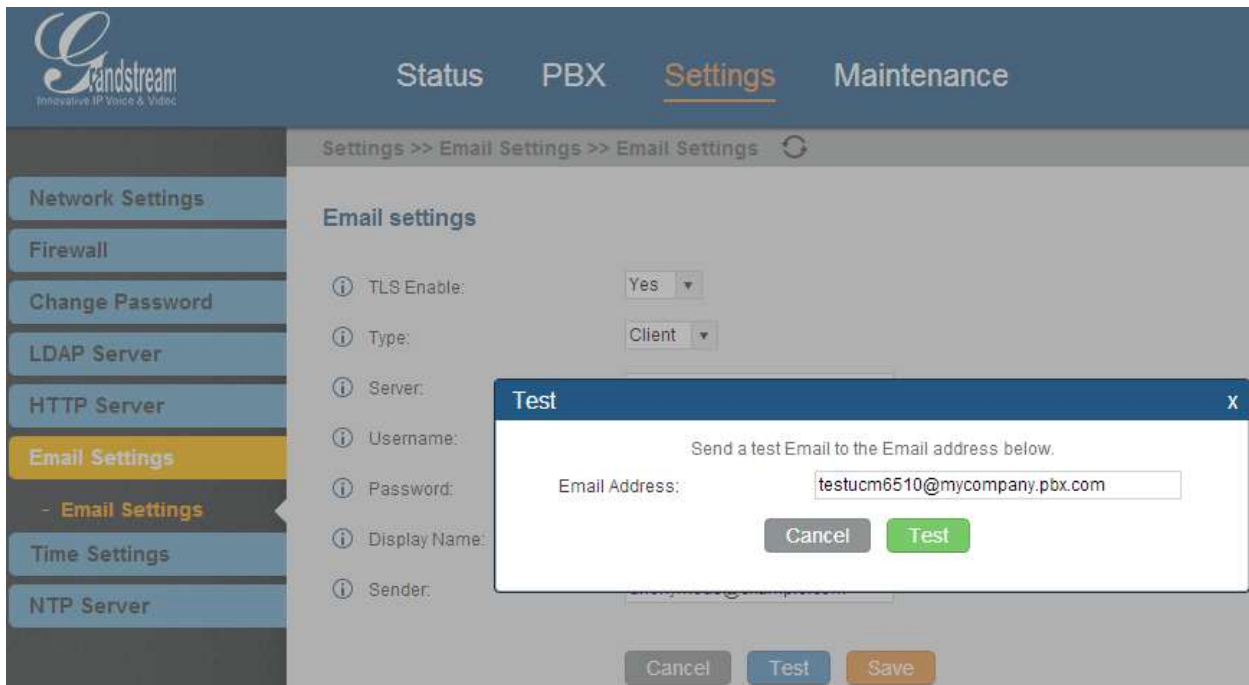 Grandstream
Innovative IP Voice & Video
Status PBX Settings Maintenance
Settings >> Email Settings >> Email Settings
Network Settings
Firewall
Change Password
LDAP Server
HTTP Server
Email Settings
- Email Settings
Time Settings
NTP Server
Email settings
TLS Enable: Yes
Type: Client
Server:
Username:
Password:
Display Name:
Sender:
Cancel Test Save
Test x
Send a test Email to the Email address below.
Email Address: testucm6510@mycompany.pbx.com
Cancel Test